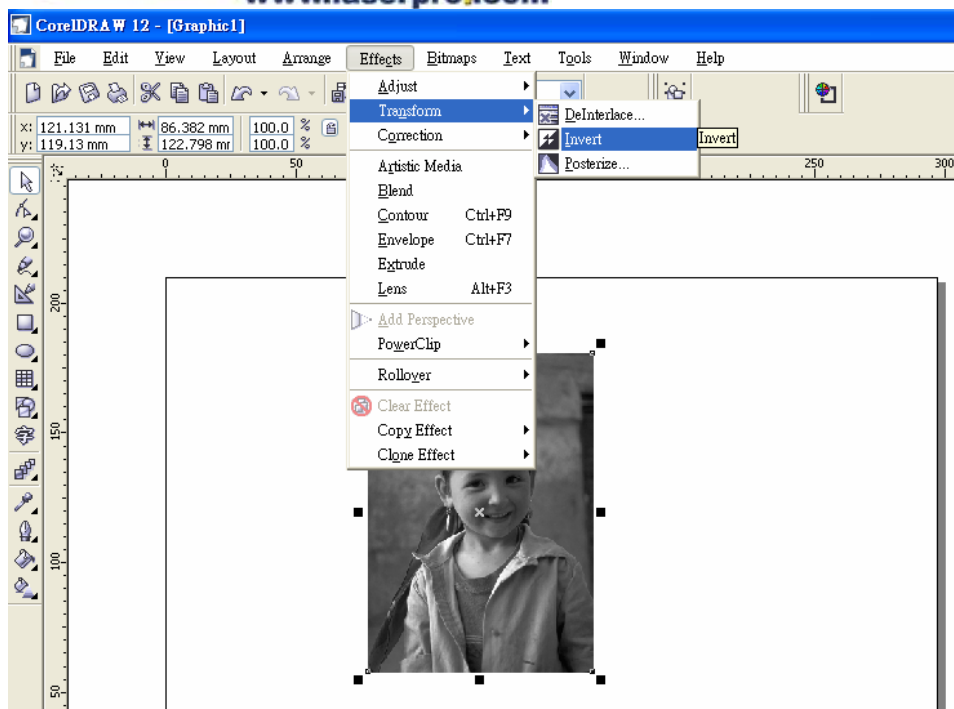 CorelDRAW 12 - [Graphic1]
File Edit View Layout Arrange Effects Bitmaps Text Tools Window Help
x: 121.131 mm
y: 119.13 mm
86.382 mm
122.798 mm
100.0 %
100.0 %
Adjust
Transform
Correction
Artistic Media
Blend
Contour Ctrl+F9
Envelope Ctrl+F7
Extrude
Lens Alt+F3
Add Perspective
PowerClip
Rollover
Clear Effect
Copy Effect
Clone Effect
DeInterlace...
Invert
Posterize...
Invert
0 50 250 300
200
150
100
50
字